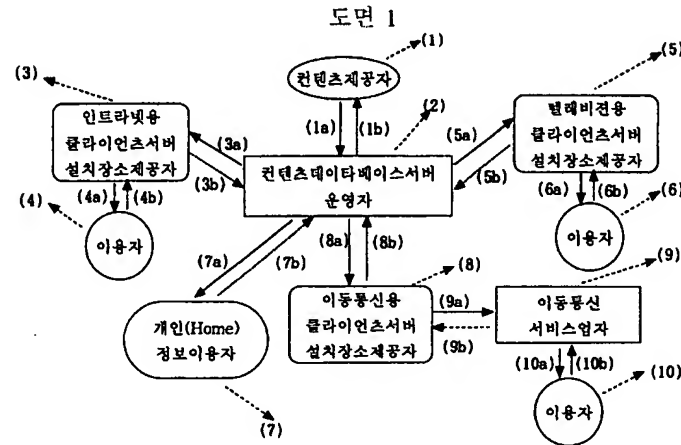 도면 1
(1)
컨텐츠제공자
(3)
(5)
인트라넷용
클라이언츠서버
설치장소제공자
(3a)
(3b)
(1a)
(1b)
(2)
(5a)
(5b)
텔레비젼용
클라이언츠서버
설치장소제공자
컨텐츠데이타베이스서버
운영자
(4)
(4a)
(4b)
이용자
(6a)
(6b)
(6)
이용자
(7a)
(7b)
(8a)
(8b)
(8)
(9)
개인(Home)
정보이용자
(7)
이동통신용
클라이언츠서버
설치장소제공자
(9a)
(9b)
이동통신
서비스업자
(10a)
(10b)
(10)
이용자